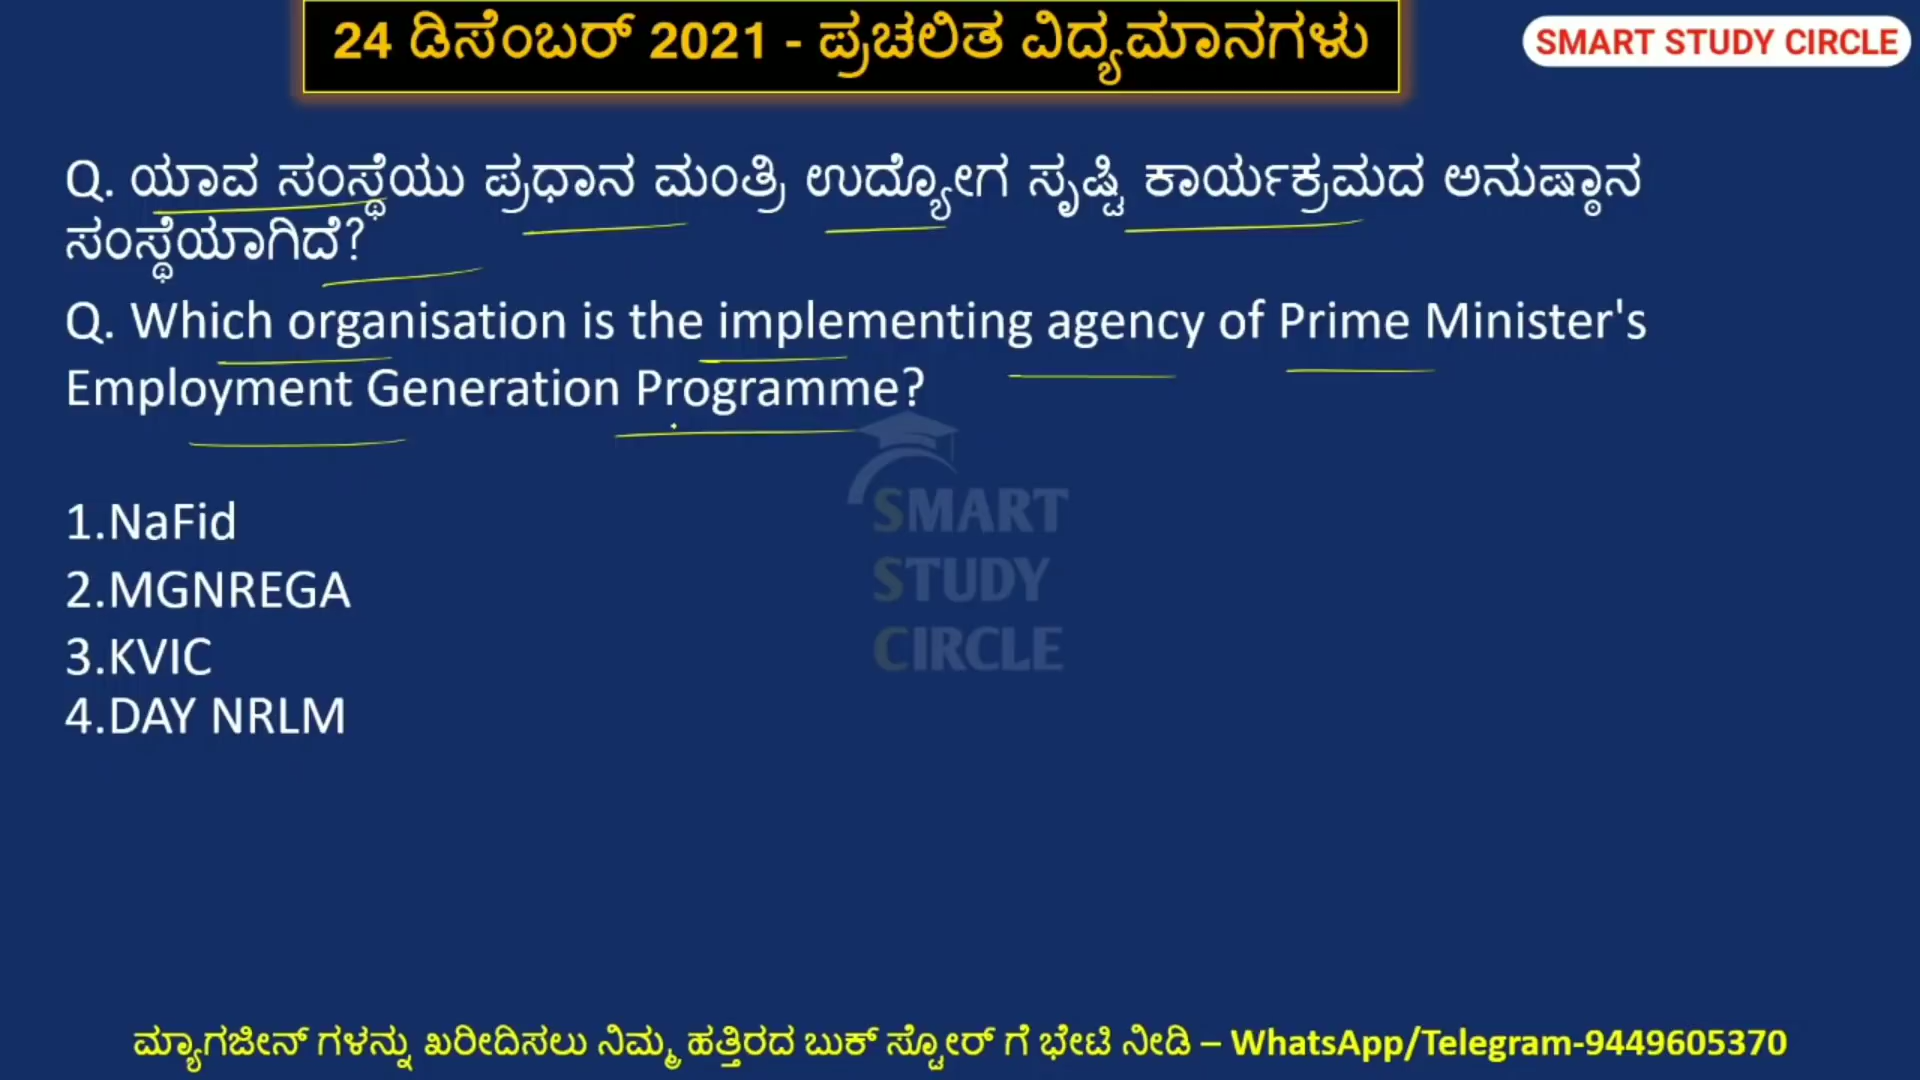 24 ಡಿಸೆಂಬರ್ 2021 - ಪ್ರಚಲಿತ ವಿದ್ಯಮಾನಗಳು
SMART STUDY CIRCLE
Q. ಯಾವ ಸಂಸ್ಥೆಯು ಪ್ರಧಾನ ಮಂತ್ರಿ ಉದ್ಯೋಗ ಸೃಷ್ಟಿ ಕಾರ್ಯಕ್ರಮದ ಅನುಷ್ಠಾನ
ಸಂಸ್ಥೆಯಾಗಿದೆ?
Q. Which organisation is the implementing agency of Prime Minister's
Employment Generation Programme?
1.NaFid
2.MGNREGA
3.KVIC
4.DAY NRLM
SMART
STUDY
CIRCLE
ಮ್ಯಾಗಜೀನ್ ಗಳನ್ನು ಖರೀದಿಸಲು ನಿಮ್ಮ ಹತ್ತಿರದ ಬುಕ್ ಸ್ಟೋರ್ ಗೆ ಭೇಟಿ ನೀಡಿ – WhatsApp/Telegram-9449605370